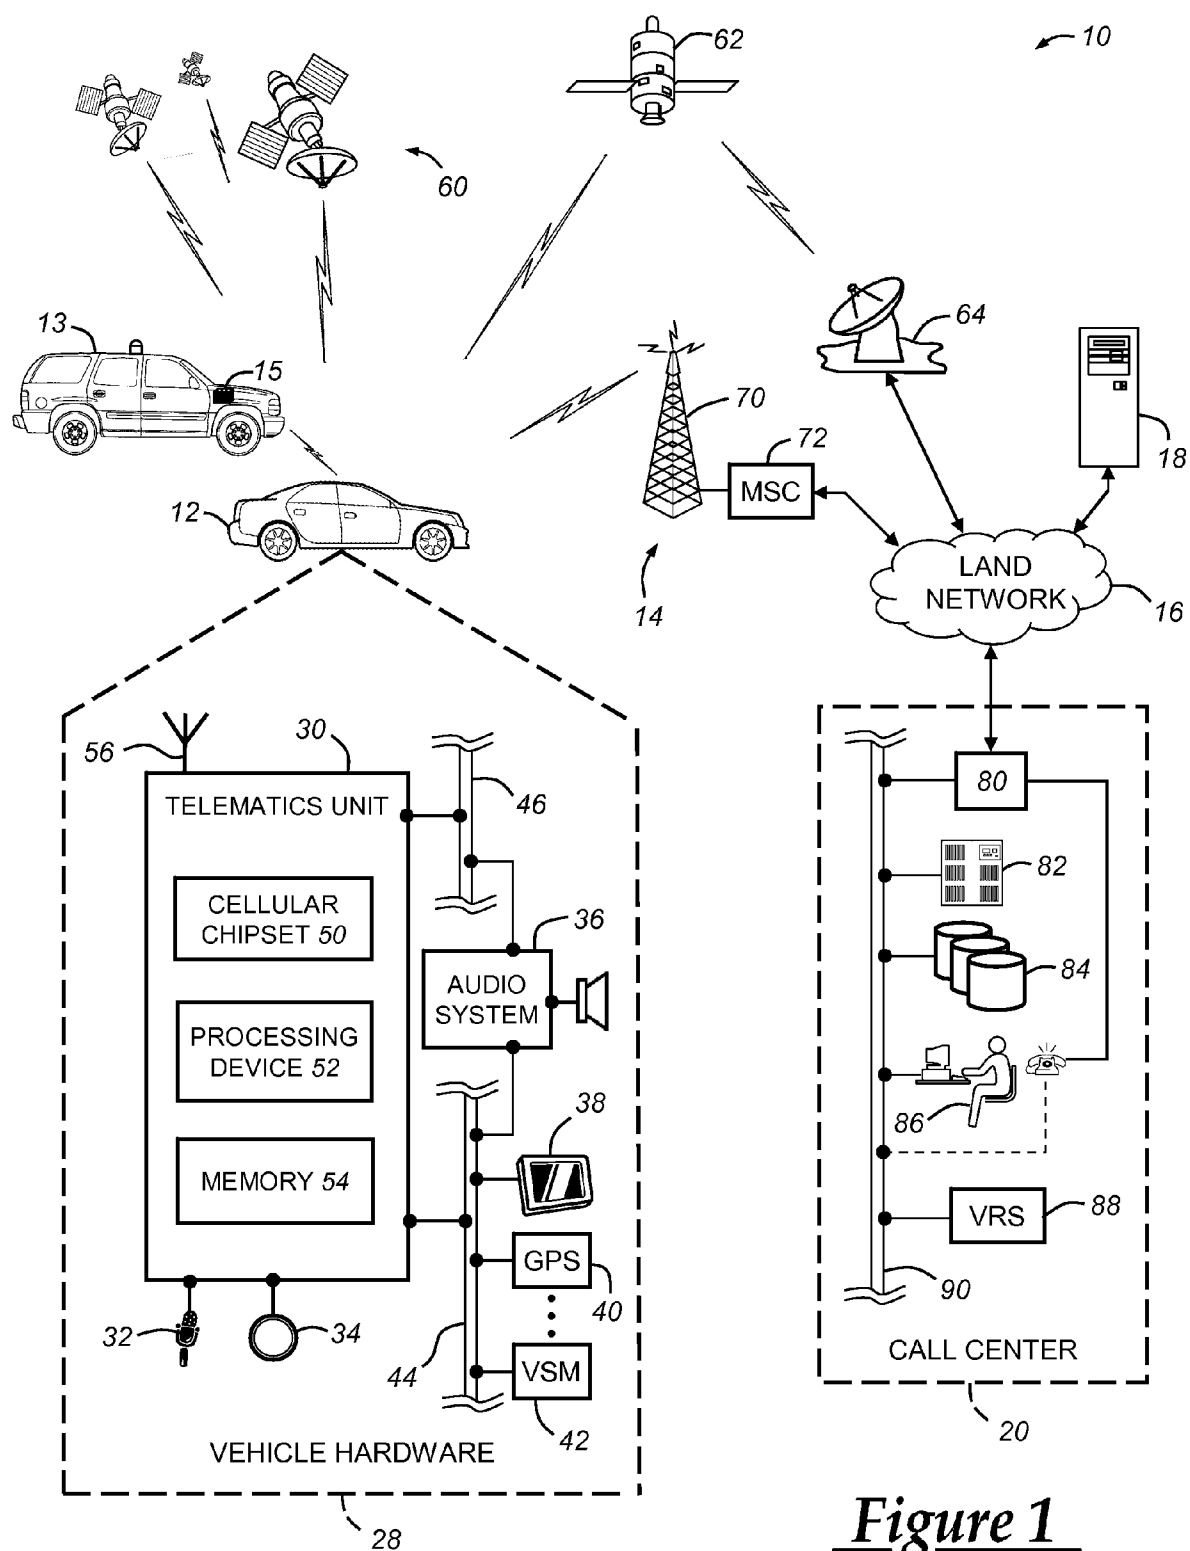 62
10
60
13
15
64
70
72
18
MSC
12
LAND
NETWORK
16
14
56
30
TELEMATICS UNIT
46
80
CELLULAR
CHIPSET 50
82
36
AUDIO
SYSTEM
84
PROCESSING
DEVICE 52
38
86
MEMORY 54
VRS
88
GPS
40
90
32
34
44
VSM
42
CALL CENTER
20
VEHICLE HARDWARE
28
Figure 1